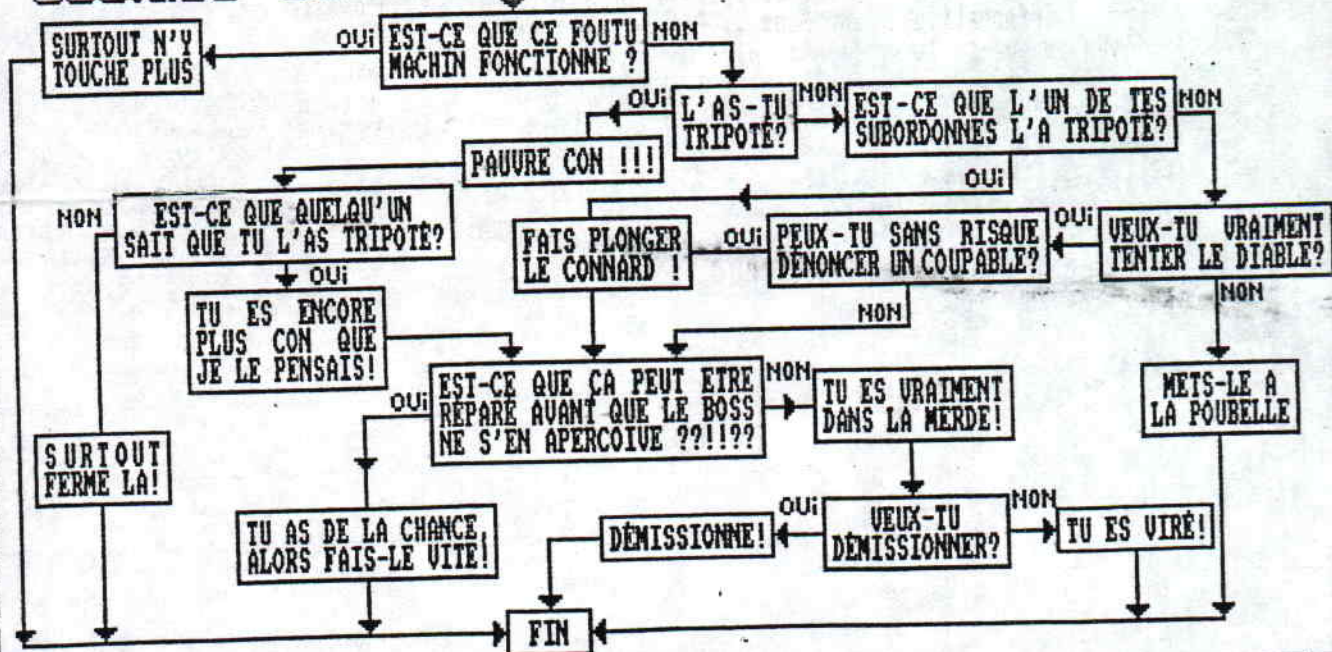 SURTOUT N'Y
TOUCHE PLUS
OUi
EST-CE QUE CE FOUTU
MACHIN FONCTIONNE ?
NON
OUi
L'AS-TU
TRIPOTÉ?
NON
EST-CE QUE L'UN DE TES
SUBORDONNES L'A TRIPOTÉ?
NON
PAUVRE CON !!!
OUi
NON
EST-CE QUE QUELQU'UN
SAIT QUE TU L'AS TRIPOTÉ?
OUi
FAIS PLONGER
LE CONNARD !
OUi
PEUX-TU SANS RISQUE
DÉNONCER UN COUPABLE?
NON
OUi
VEUX-TU VRAIMENT
TENTER LE DIABLE?
NON
TU ES ENCORE
PLUS CON QUE
JE LE PENSAIS!
OUi
EST-CE QUE ÇA PEUT ETRE
RÉPARÉ AVANT QUE LE BOSS
NE S'EN APERCOIVE ??!!??
NON
TU ES VRAIMENT
DANS LA MERDE!
METS-LE A
LA POUBELLE
SURTOUT
FERME LA!
TU AS DE LA CHANCE
ALORS FAIS-LE VITE!
DÉMISSIONNE!
OUi
VEUX-TU
DÉMISSIONNER?
NON
TU ES VIRÉ!
FIN